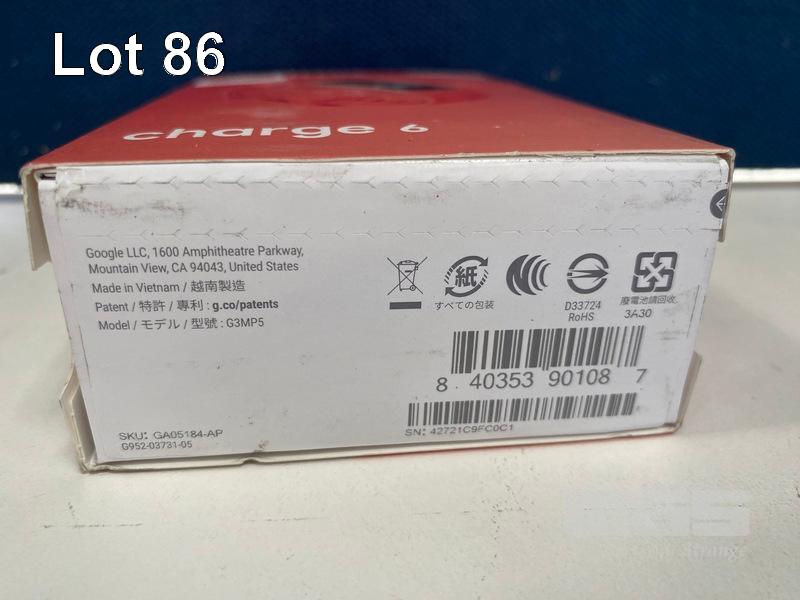 Lot 86
charge 6
Google LLC, 1600 Amphitheatre Parkway,
Mountain View, CA 94043, United States
Made in Vietnam / 越南製造
Patent / 特許 / 專利 : g.co/patents
Model / モデル / 型號 : G3MP5
紙
すべての包装
D33724
RoHS
廢電池請回收
3A30
8 40353 90108 7
SN: 42721C9FC0C1
SKU: GA05184-AP
G952-03731-05
Strange